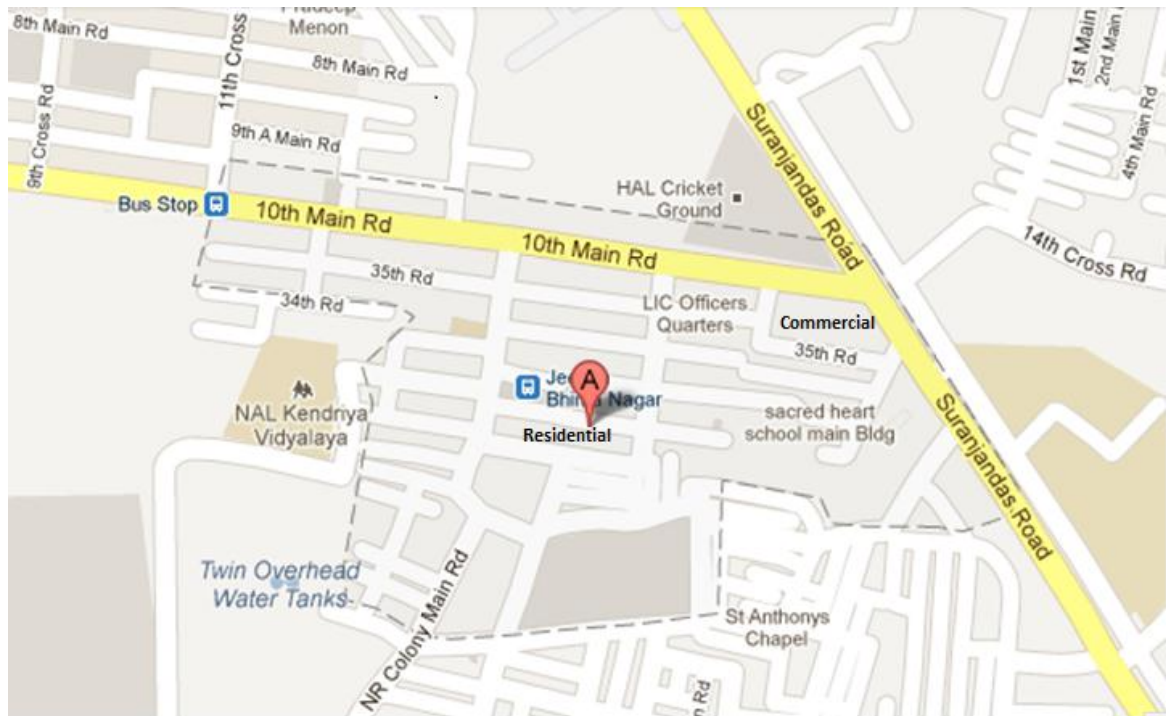 8th Main Rd
Menon
8th Main Rd
11th Cross
9th Cross Rd
9th A Main Rd
Bus Stop
10th Main Rd
10th Main Rd
HAL Cricket
Ground
Suranjandas Road
1st Main
2nd Main
4th Main Rd
14th Cross Rd
35th Rd
34th Rd
LIC Officers
Quarters
Commercial
35th Rd
A
Bhima Nagar
NAL Kendriya
Vidyalaya
Residential
sacred heart
school main Bldg
Suranjandas Road
Twin Overhead
Water Tanks
NR Colony Main Rd
St Anthonys
Chapel
Rd